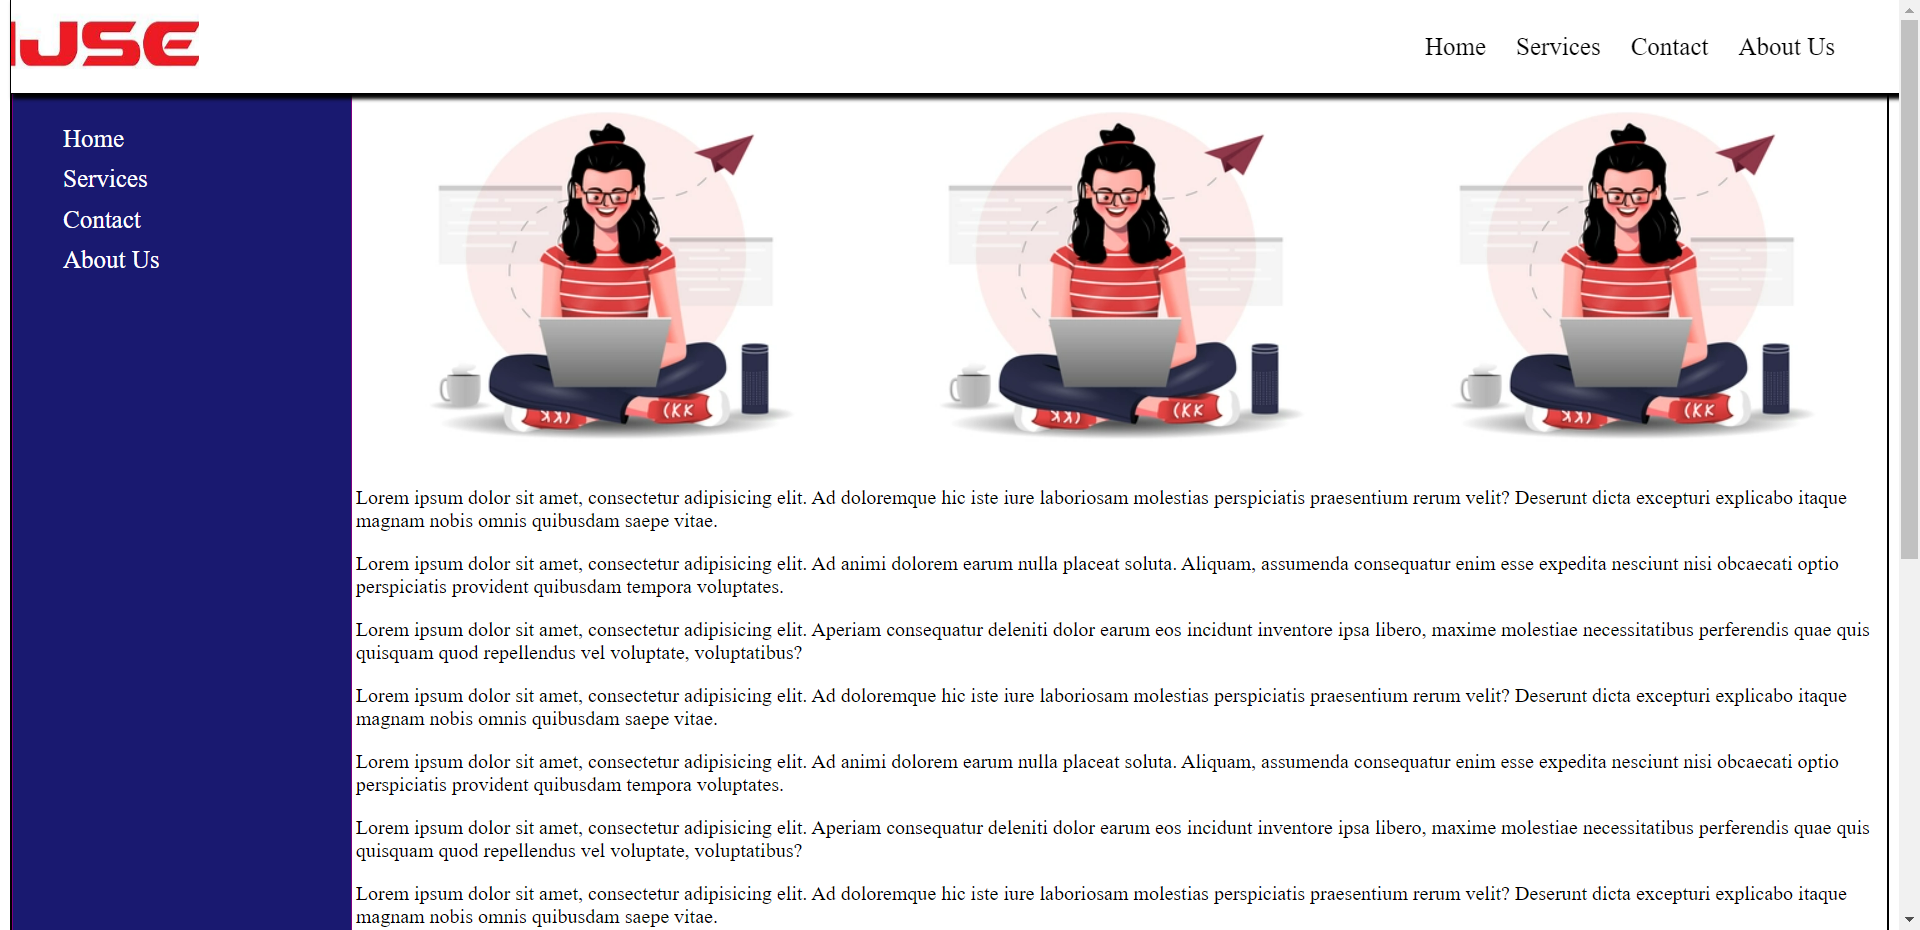 IJSE
Home Services Contact About Us
Home
Services
Contact
About Us
(KK
(KK
(KK
(KK
(KK
(KK
Lorem ipsum dolor sit amet, consectetur adipisicing elit. Ad doloremque hic iste iure laboriosam molestias perspiciatis praesentium rerum velit? Deserunt dicta excepturi explicabo itaque
magnam nobis omnis quibusdam saepe vitae.
Lorem ipsum dolor sit amet, consectetur adipisicing elit. Ad animi dolorem earum nulla placeat soluta. Aliquam, assumenda consequatur enim esse expedita nesciunt nisi obcaecati optio
perspiciatis provident quibusdam tempora voluptates.
Lorem ipsum dolor sit amet, consectetur adipisicing elit. Aperiam consequatur deleniti dolor earum eos incidunt inventore ipsa libero, maxime molestiae necessitatibus perferendis quae quis
quisquam quod repellendus vel voluptate, voluptatibus?
Lorem ipsum dolor sit amet, consectetur adipisicing elit. Ad doloremque hic iste iure laboriosam molestias perspiciatis praesentium rerum velit? Deserunt dicta excepturi explicabo itaque
magnam nobis omnis quibusdam saepe vitae.
Lorem ipsum dolor sit amet, consectetur adipisicing elit. Ad animi dolorem earum nulla placeat soluta. Aliquam, assumenda consequatur enim esse expedita nesciunt nisi obcaecati optio
perspiciatis provident quibusdam tempora voluptates.
Lorem ipsum dolor sit amet, consectetur adipisicing elit. Aperiam consequatur deleniti dolor earum eos incidunt inventore ipsa libero, maxime molestiae necessitatibus perferendis quae quis
quisquam quod repellendus vel voluptate, voluptatibus?
Lorem ipsum dolor sit amet, consectetur adipisicing elit. Ad doloremque hic iste iure laboriosam molestias perspiciatis praesentium rerum velit? Deserunt dicta excepturi explicabo itaque
magnam nobis omnis quibusdam saepe vitae.